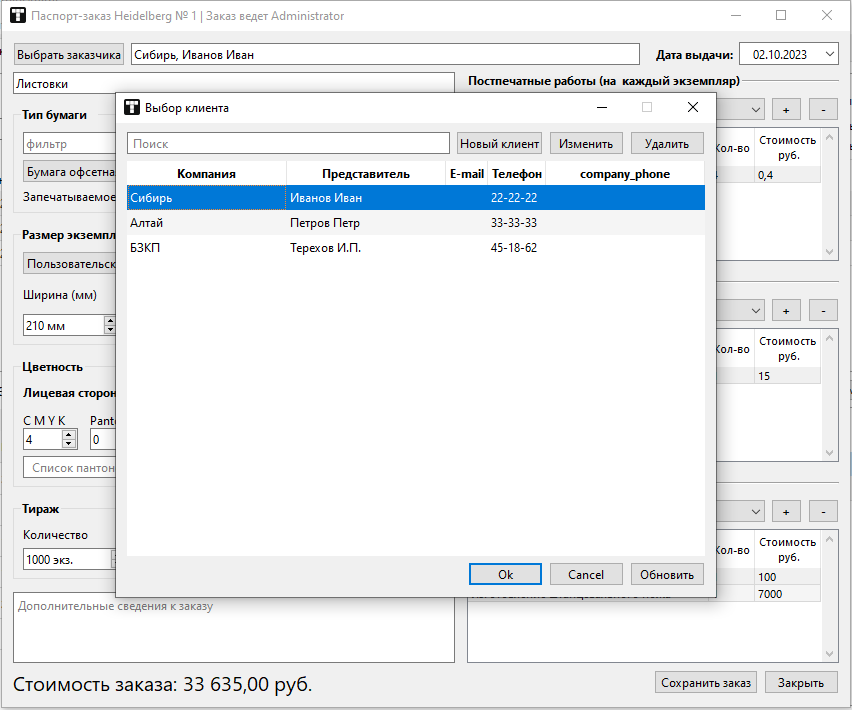 Паспорт-заказ Heidelberg № 1 | Заказ ведет Administrator
Выбрать заказчика Сибирь, Иванов Иван Дата выдачи: 02.10.2023
Листовки
Постпечатные работы (на каждый экземпляр)
Тип бумаги
фильтр
Бумага офсетна
Запечатываемое
Размер экземпл
Пользовательск
Ширина (мм)
210 мм
Цветность
Лицевая сторон
C M Y K Pant
4 0
Список пантон
Тираж
Количество
1000 экз.
Выбор клиента
Поиск Новый клиент Изменить Удалить
Компания Представитель E-mail Телефон company_phone
Сибирь Иванов Иван 22-22-22
Алтай Петров Петр 33-33-33
БЗКП Терехов И.П. 45-18-62
Ok Cancel Обновить
+ -
Кол-во Стоимость
руб.
0,4
+ -
Кол-во Стоимость
руб.
15
+ -
Кол-во Стоимость
руб.
100
7000
Дополнительные сведения к заказу
Стоимость заказа: 33 635,00 руб.
Сохранить заказ Закрыть